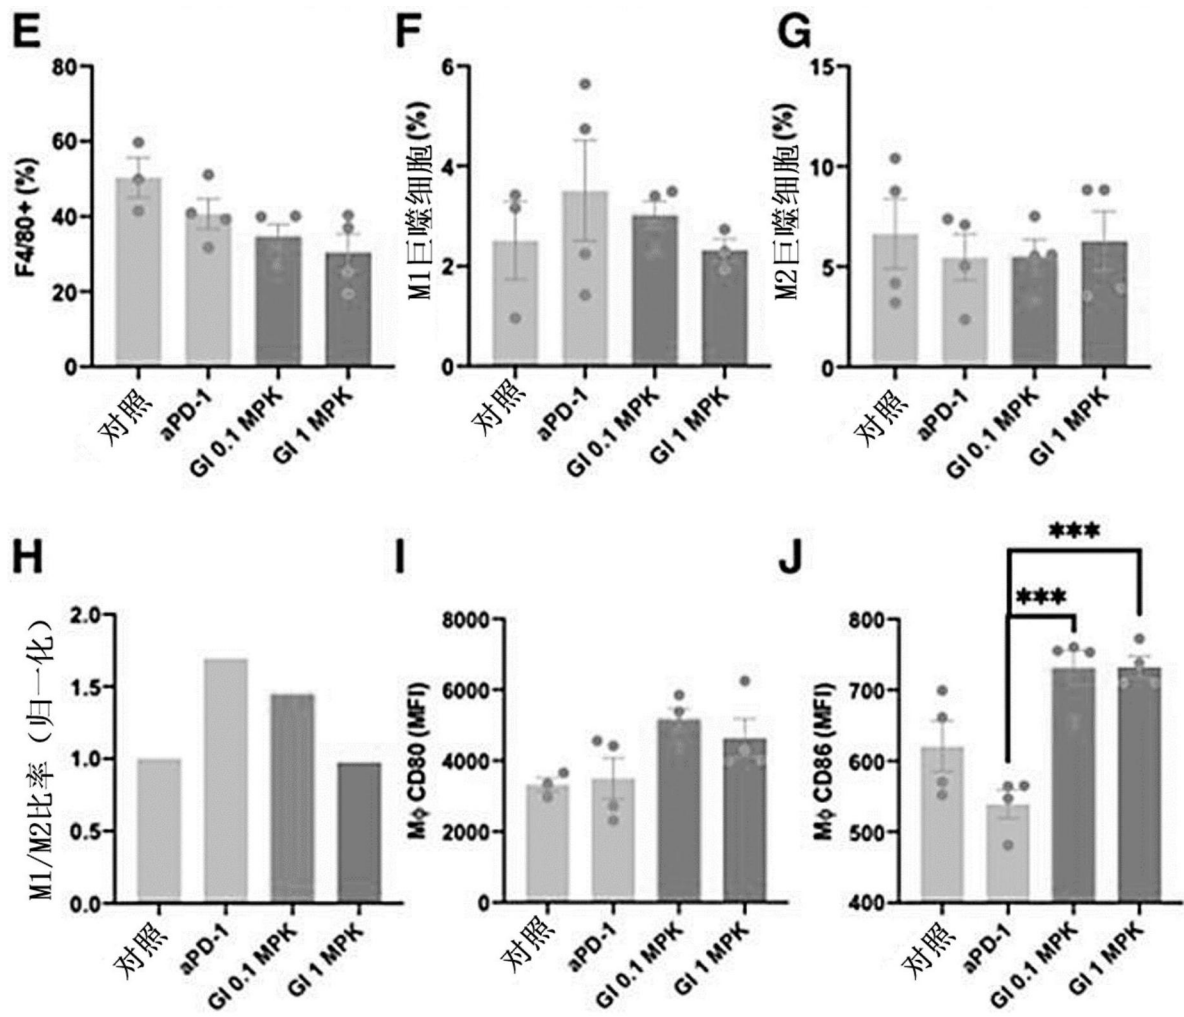 E
F4/80+ (%)
80
60
40
20
0
对照
aPD-1
GI 0.1 MPK
GI 1 MPK
F
M1巨噬细胞(%)
6
4
2
0
对照
aPD-1
GI 0.1 MPK
GI 1 MPK
G
M2巨噬细胞(%)
15
10
5
0
对照
aPD-1
GI 0.1 MPK
GI 1 MPK
H
M1/M2比率（归一化）
2.0
1.5
1.0
0.5
0.0
对照
aPD-1
GI 0.1 MPK
GI 1 MPK
I
Mϕ CD80 (MFI)
8000
6000
4000
2000
0
对照
aPD-1
GI 0.1 MPK
GI 1 MPK
J
Mϕ CD86 (MFI)
800
700
600
500
400
***
***
对照
aPD-1
GI 0.1 MPK
GI 1 MPK